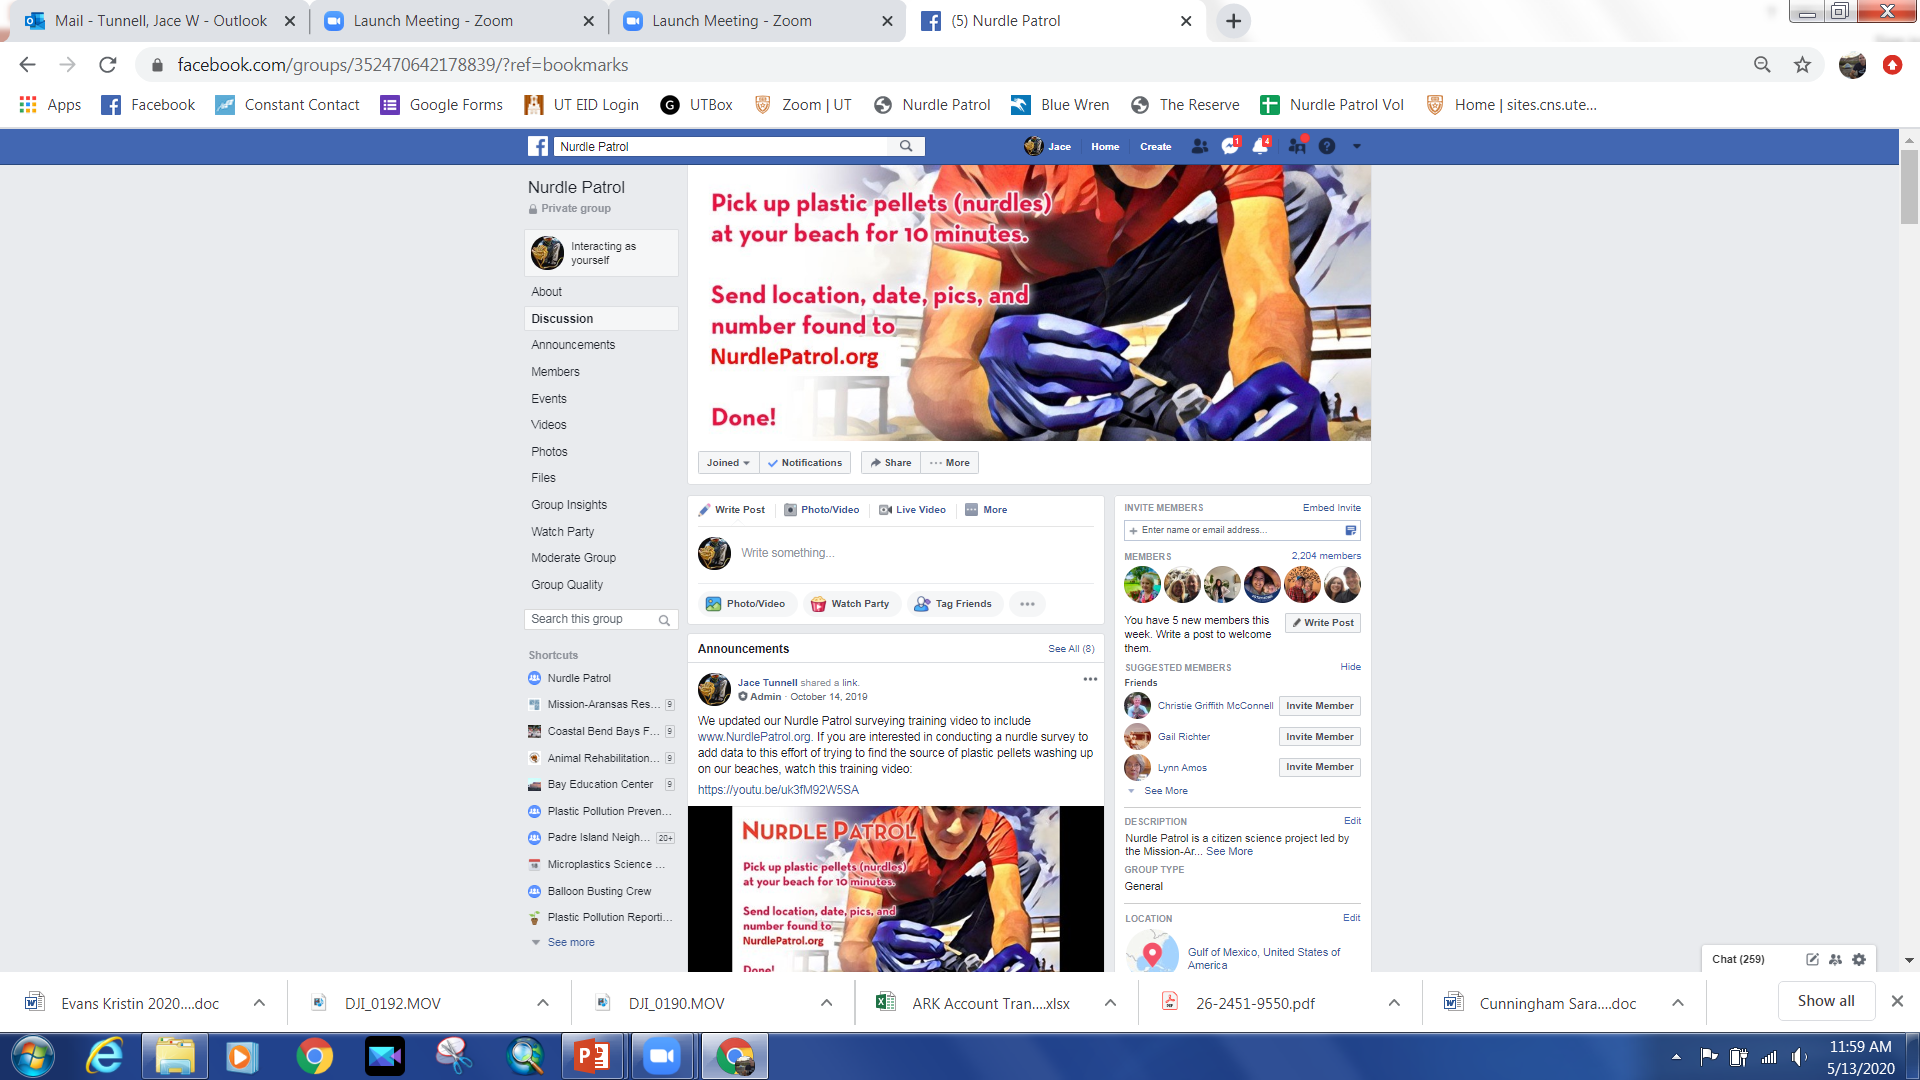 Mail - Tunnell, Jace W - Outlook
Launch Meeting - Zoom
Launch Meeting - Zoom
(5) Nurdle Patrol
facebook.com/groups/352470642178839/?ref=bookmarks
Apps
Facebook
Constant Contact
Google Forms
UT EID Login
UTBox
Zoom | UT
Nurdle Patrol
Blue Wren
The Reserve
Nurdle Patrol Vol
Home | sites.cns.ute...
Nurdle Patrol
Jace
Home
Create
1
4
Nurdle Patrol
Private group
Interacting as
yourself
About
Discussion
Announcements
Members
Events
Videos
Photos
Files
Group Insights
Watch Party
Moderate Group
Group Quality
Search this group
Shortcuts
Nurdle Patrol
Mission-Aransas Res... 9
Coastal Bend Bays F... 9
Animal Rehabilitation... 9
Bay Education Center 9
Plastic Pollution Preven...
Padre Island Neigh... 20+
Microplastics Science ...
Balloon Busting Crew
Plastic Pollution Reporti...
See more
Pick up plastic pellets (nurdles)
at your beach for 10 minutes.
Send location, date, pics, and
number found to
NurdlePatrol.org
Done!
Joined
Notifications
Share
More
Write Post
Photo/Video
Live Video
More
Write something...
Photo/Video
Watch Party
Tag Friends
Announcements
See All (8)
Jace Tunnell shared a link.
Admin · October 14, 2019
We updated our Nurdle Patrol surveying training video to include
www.NurdlePatrol.org. If you are interested in conducting a nurdle survey to
add data to this effort of trying to find the source of plastic pellets washing up
on our beaches, watch this training video:
https://youtu.be/uk3fM92W5SA
NURDLE PATROL
Pick up plastic pellets (nurdles)
at your beach for 10 minutes.
Send location, date, pics, and
number found to
NurdlePatrol.org
Done!
INVITE MEMBERS
Embed Invite
+ Enter name or email address...
MEMBERS
2,204 members
You have 5 new members this
week. Write a post to welcome
them.
Write Post
SUGGESTED MEMBERS
Hide
Friends
Christie Griffith McConnell
Invite Member
Gail Richter
Invite Member
Lynn Amos
Invite Member
See More
DESCRIPTION
Edit
Nurdle Patrol is a citizen science project led by
the Mission-Ar... See More
GROUP TYPE
General
LOCATION
Edit
Gulf of Mexico, United States of
America
Chat (259)
Evans Kristin 2020....doc
DJI_0192.MOV
DJI_0190.MOV
ARK Account Tran....xlsx
26-2451-9550.pdf
Cunningham Sara....doc
Show all
11:59 AM
5/13/2020